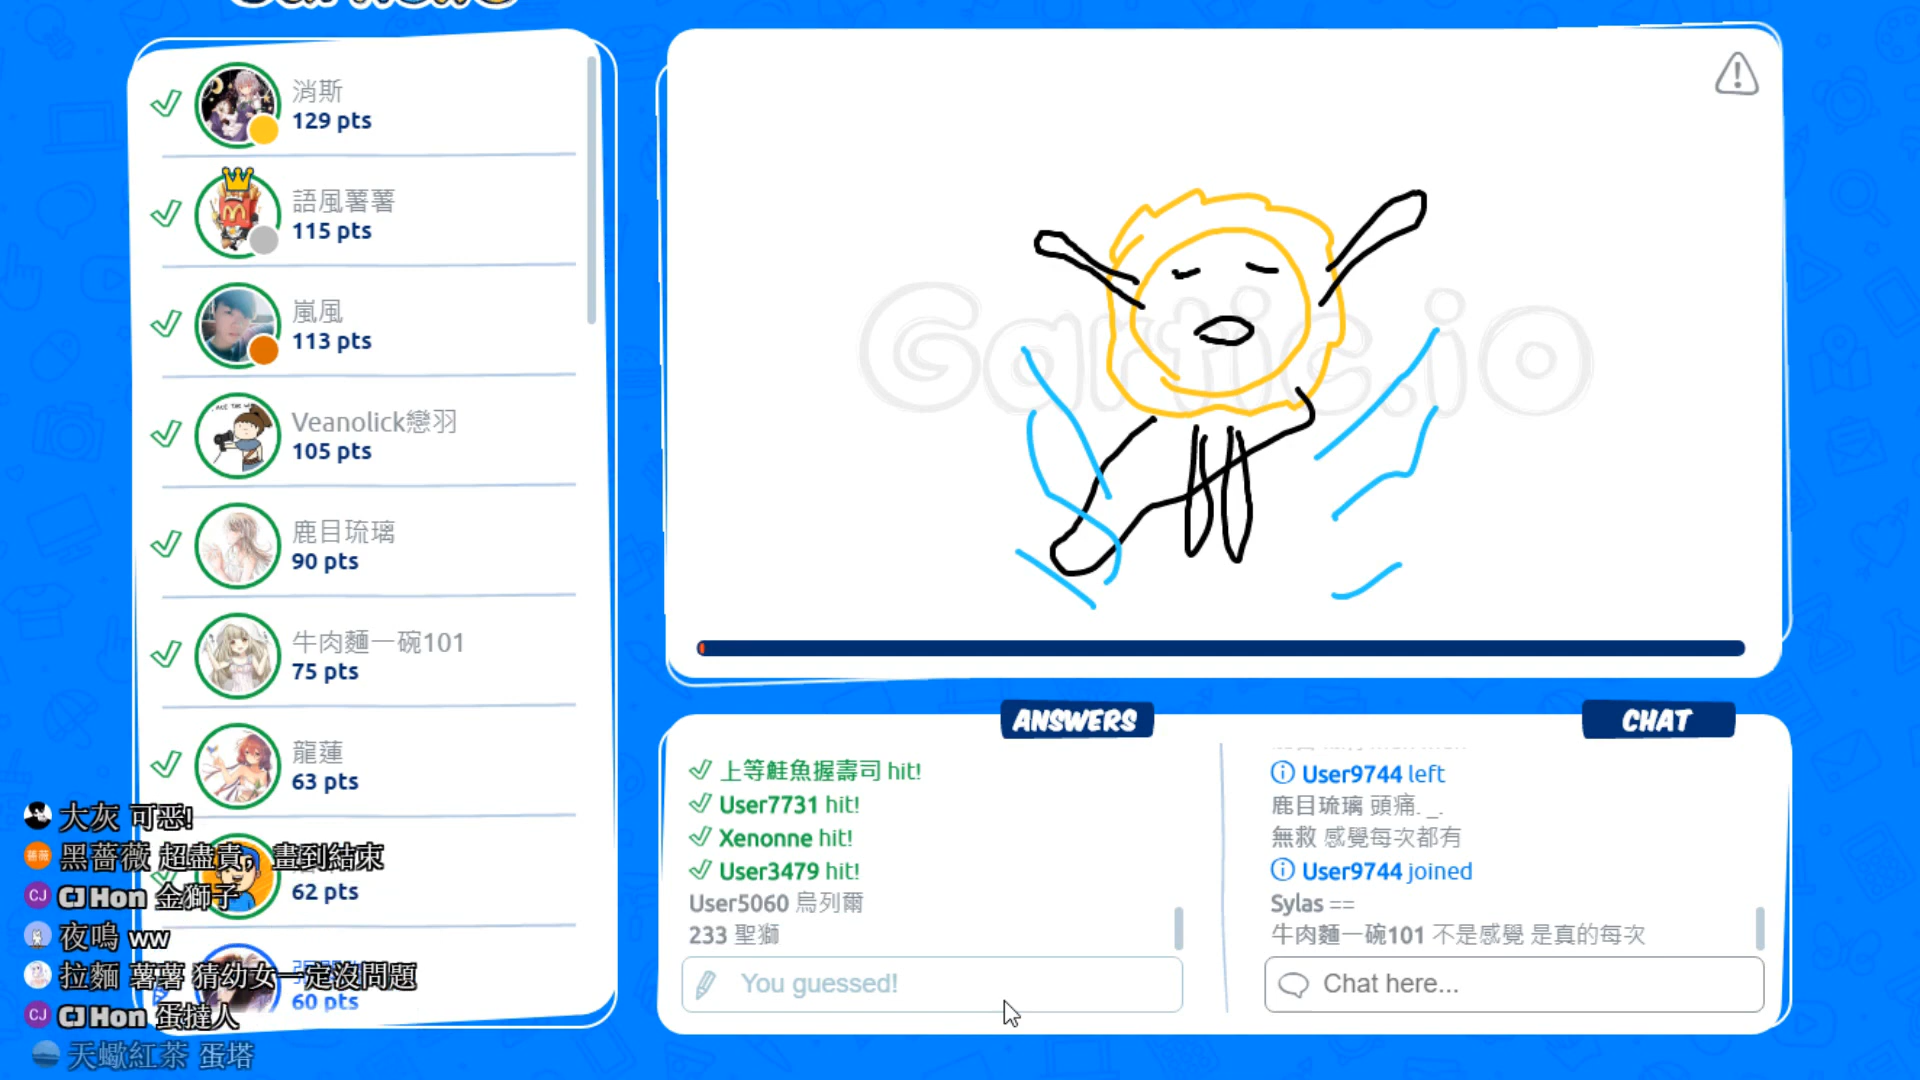 消斯
129 pts
語風薯薯
115 pts
嵐風
113 pts
Veanolick戀羽
105 pts
鹿目琉璃
90 pts
牛肉麵一碗101
75 pts
龍蓮
63 pts
62 pts
60 pts
大灰 可恶!
黑薔薇 超盡責, 畫到結束
CJ Hon 金獅子
夜鳴 ww
拉麵 薯薯 猜幼女一定沒問題
CJ Hon 蛋撻人
天蠍紅茶 蛋塔
Gartic.io
ANSWERS
上等鮭魚握壽司 hit!
User7731 hit!
Xenonne hit!
User3479 hit!
User5060 烏列爾
233 聖獅
You guessed!
CHAT
User9744 left
鹿目琉璃 頭痛. _.
無救 感覺每次都有
User9744 joined
Sylas ==
牛肉麵一碗101 不是感覺 是真的每次
Chat here...